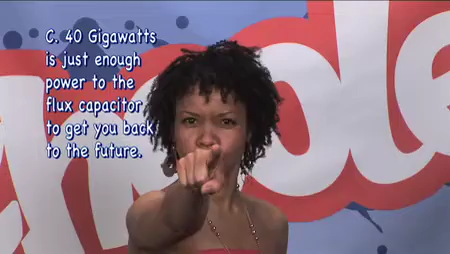 C. 40 Gigawatts
is just enough
power to the
flux capacitor
to get you back
to the future.